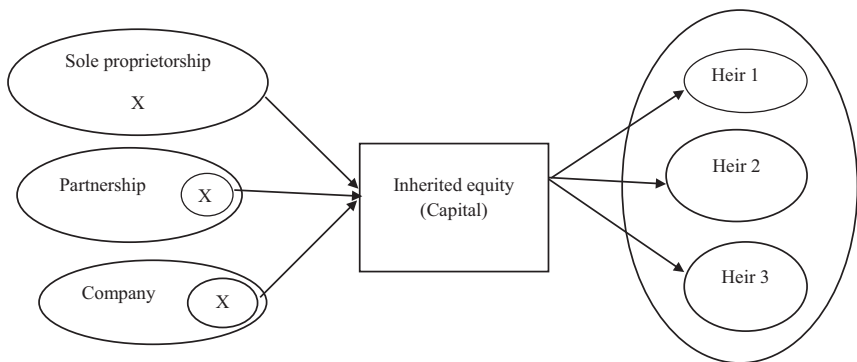 Sole proprietorship
X
Partnership
X
Company
X
Inherited equity
(Capital)
Heir 1
Heir 2
Heir 3